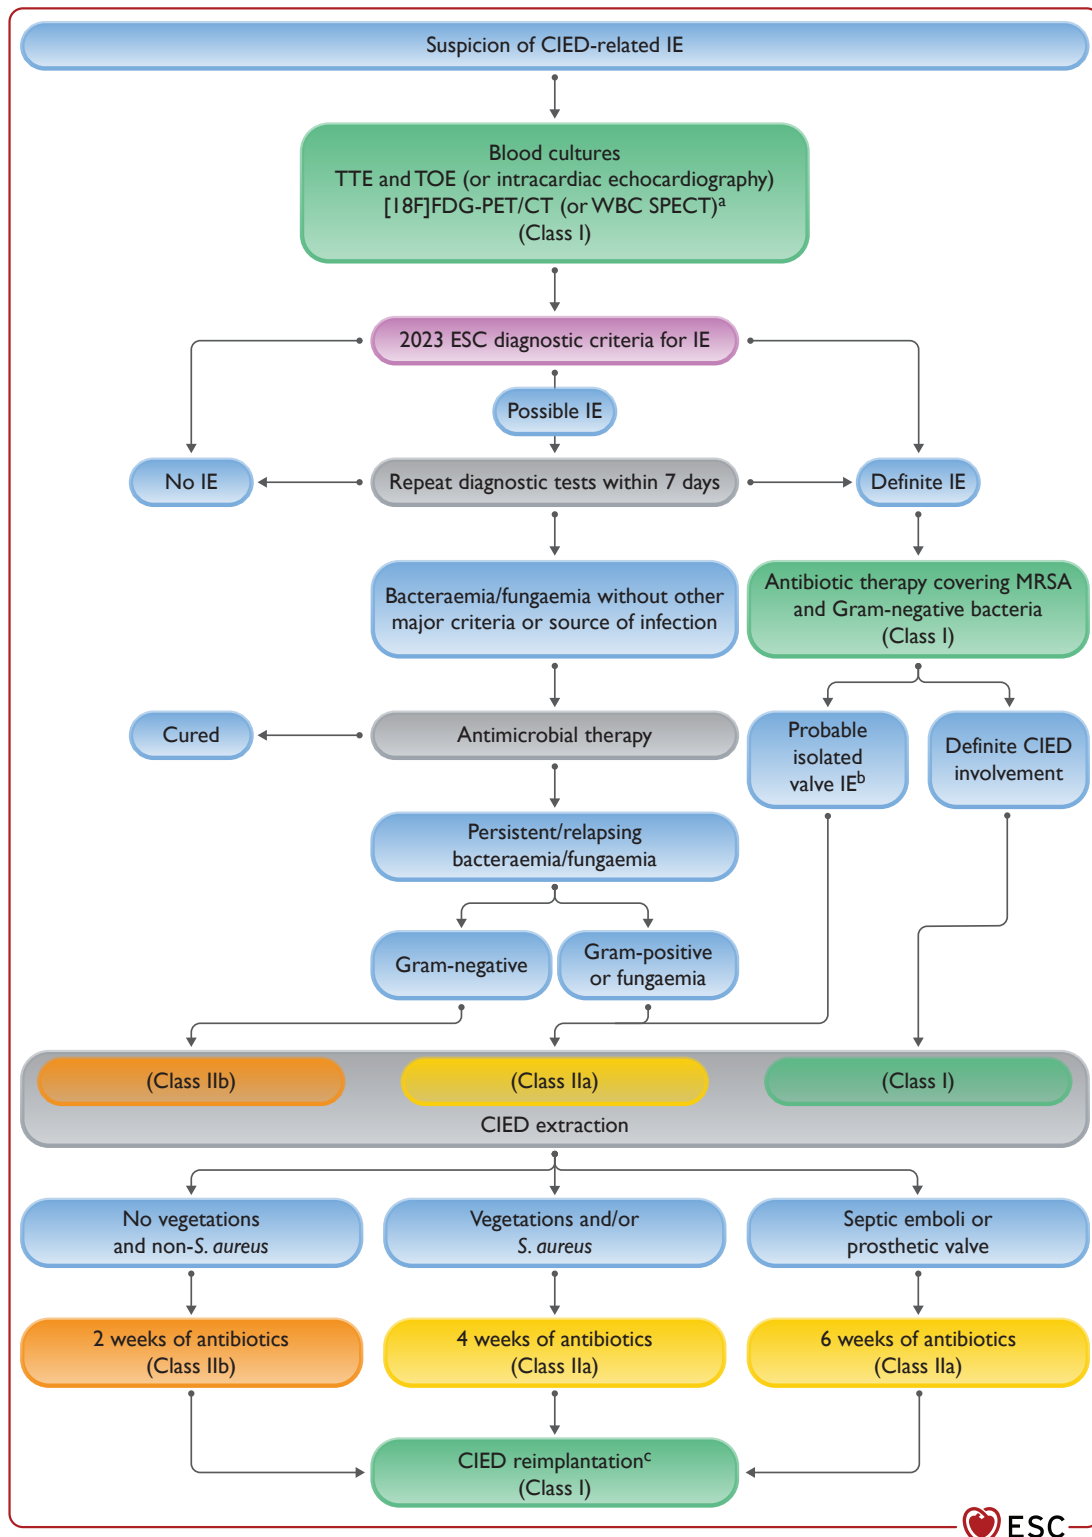 Suspicion of CIED-related IE
Blood cultures
TTE and TOE (or intracardiac echocardiography)
[18F]FDG-PET/CT (or WBC SPECT)a
(Class I)
2023 ESC diagnostic criteria for IE
Possible IE
No IE
Repeat diagnostic tests within 7 days
Definite IE
Bacteraemia/fungaemia without other
major criteria or source of infection
Antibiotic therapy covering MRSA
and Gram-negative bacteria
(Class I)
Cured
Antimicrobial therapy
Probable
isolated
valve IEb
Definite CIED
involvement
Persistent/relapsing
bacteraemia/fungaemia
Gram-negative
Gram-positive
or fungaemia
(Class IIb)
(Class IIa)
(Class I)
CIED extraction
No vegetations
and non-S. aureus
Vegetations and/or
S. aureus
Septic emboli or
prosthetic valve
2 weeks of antibiotics
(Class IIb)
4 weeks of antibiotics
(Class IIa)
6 weeks of antibiotics
(Class IIa)
CIED reimplantationc
(Class I)
ESC